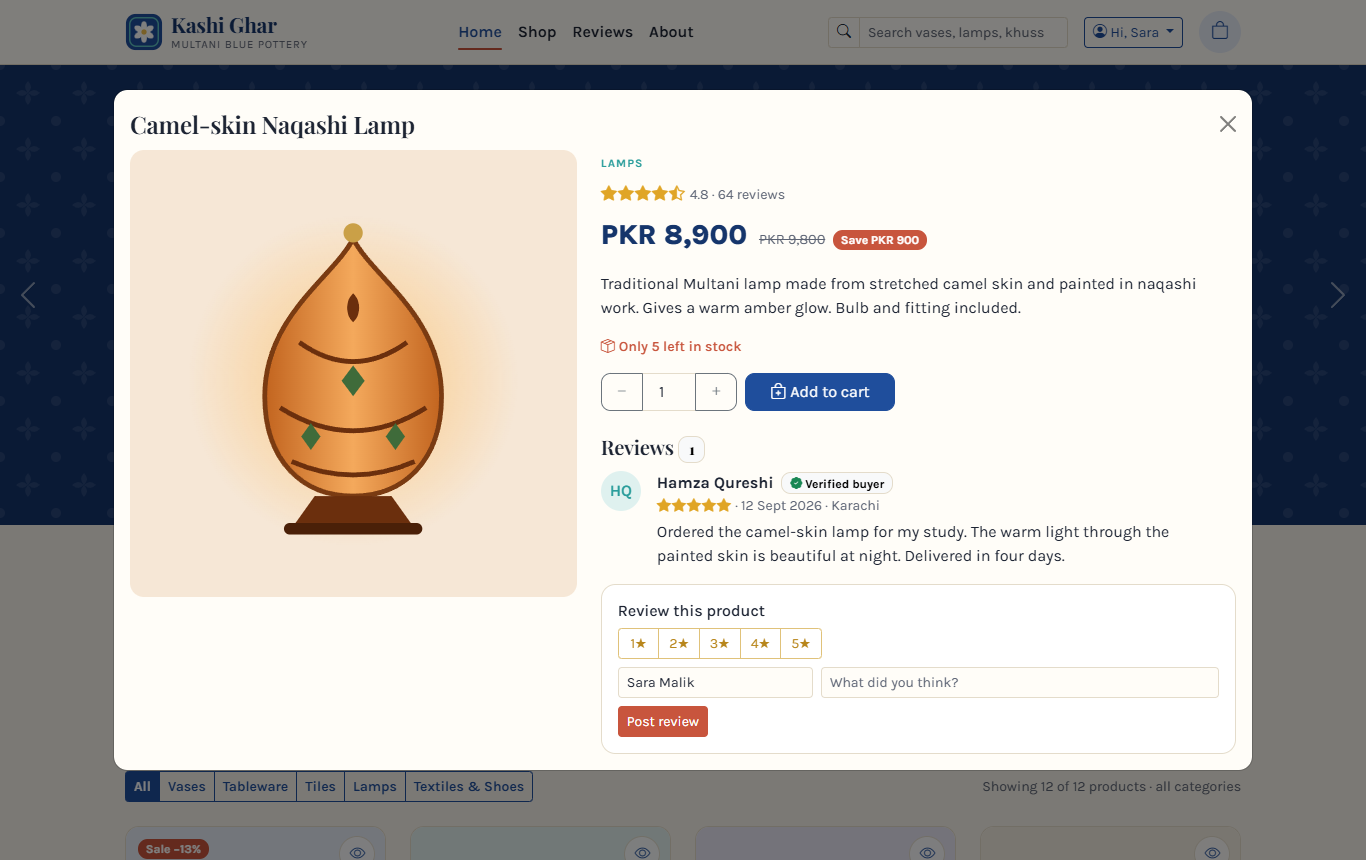 Kashi Ghar
MULTANI BLUE POTTERY
Home Shop Reviews About
Search vases, lamps, khuss
Hi, Sara
Camel-skin Naqashi Lamp
LAMPS
4.8 · 64 reviews
PKR 8,900 PKR 9,800 Save PKR 900
Traditional Multani lamp made from stretched camel skin and painted in naqashi
work. Gives a warm amber glow. Bulb and fitting included.
Only 5 left in stock
− 1 + Add to cart
Reviews 1
HQ Hamza Qureshi Verified buyer
· 12 Sept 2026 · Karachi
Ordered the camel-skin lamp for my study. The warm light through the
painted skin is beautiful at night. Delivered in four days.
Review this product
1★ 2★ 3★ 4★ 5★
Sara Malik What did you think?
Post review
All Vases Tableware Tiles Lamps Textiles & Shoes Showing 12 of 12 products · all categories
Sale −13%